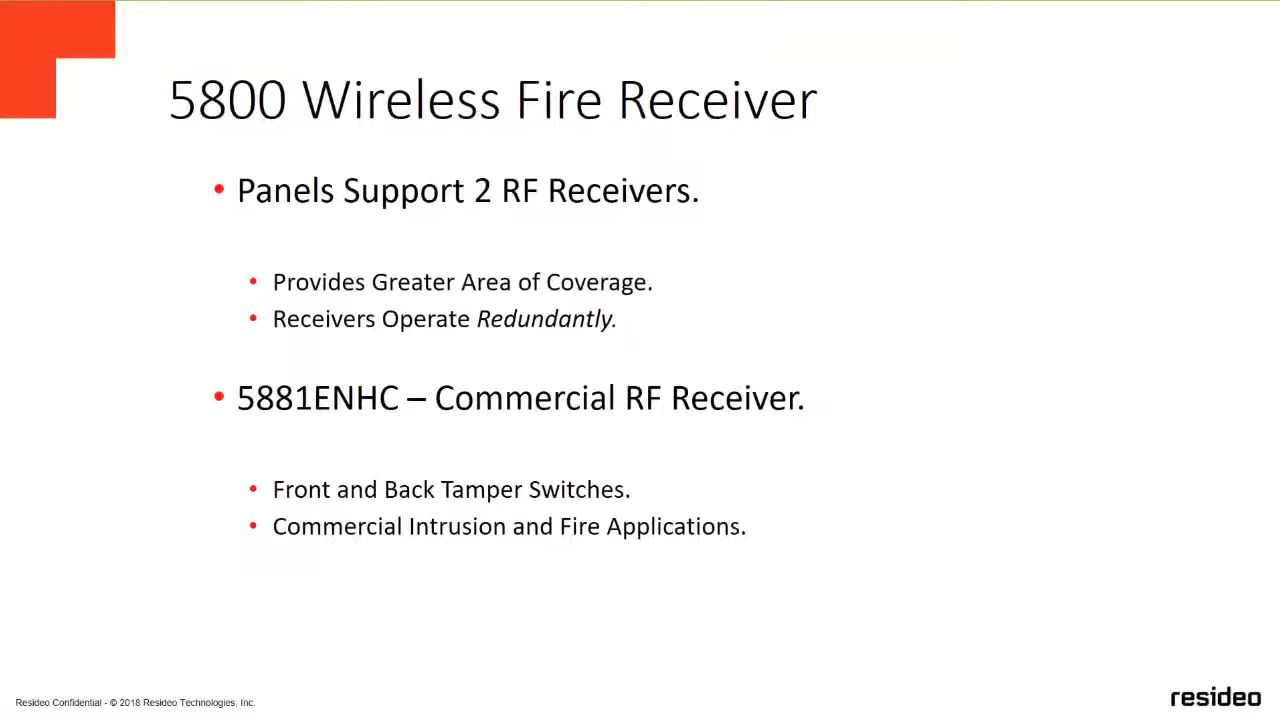 5800 Wireless Fire Receiver
• Panels Support 2 RF Receivers.
• Provides Greater Area of Coverage.
• Receivers Operate Redundantly.
• 5881ENHC – Commercial RF Receiver.
• Front and Back Tamper Switches.
• Commercial Intrusion and Fire Applications.
Resideo Confidential - © 2018 Resideo Technologies, Inc.
resideo